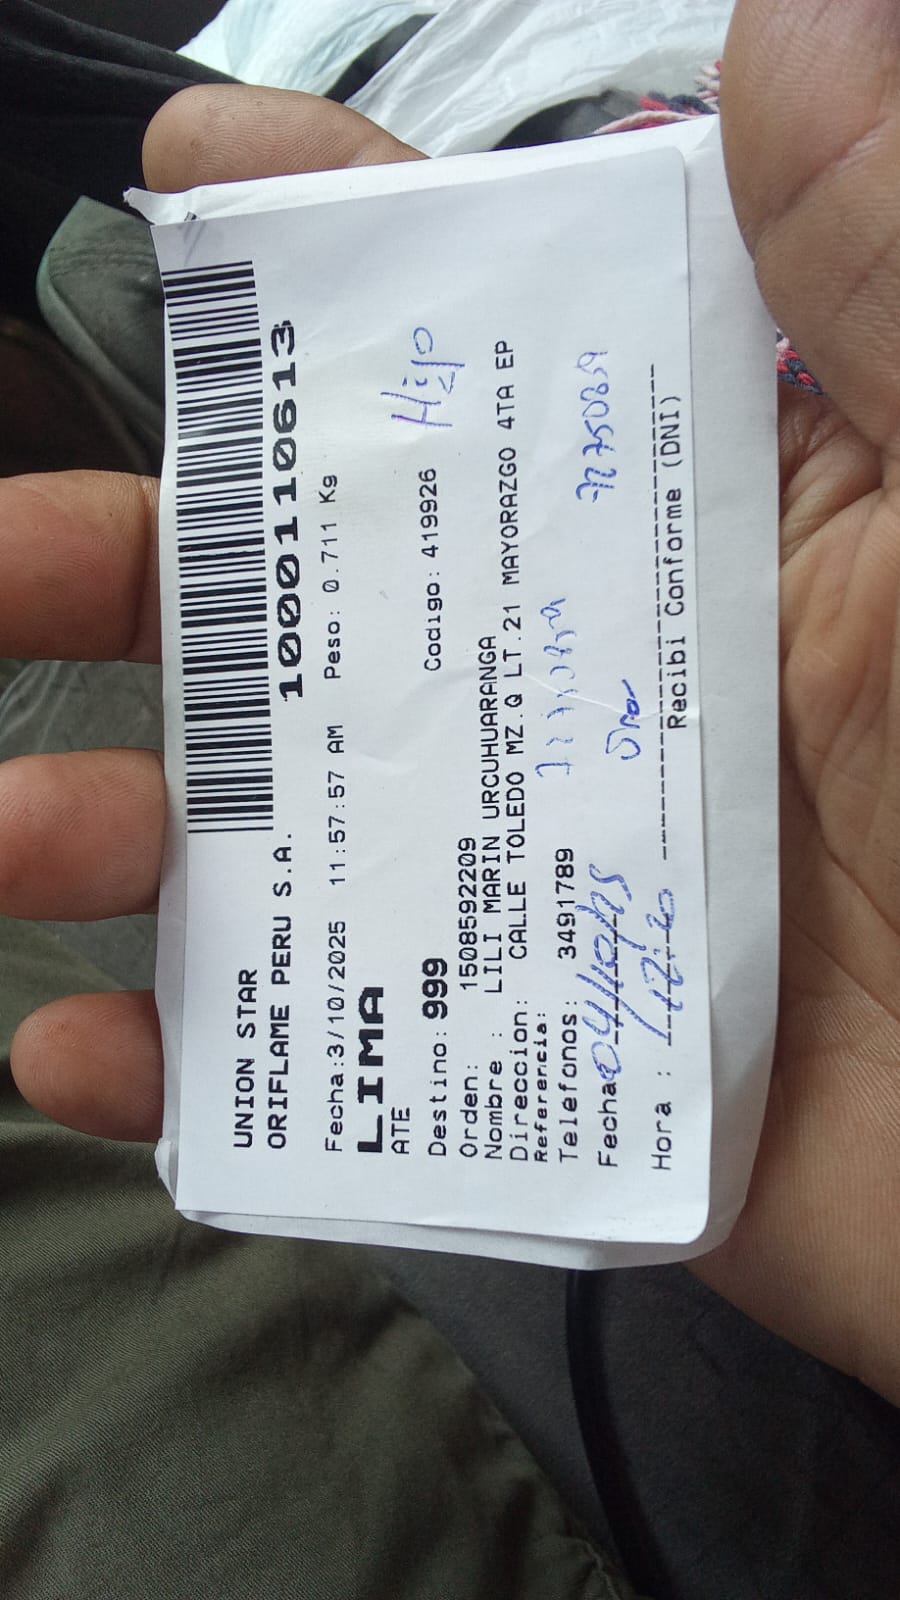 UNION STAR
ORIFLAME PERU S.A.
10001110613
Fecha:3/10/2025 11:57:57 AM Peso: 0.711 Kg
LIMA
ATE
Hijo
Destino: 999 Codigo: 419926
Orden: 1508592209
Nombre : LILI MARIN URCUHUARANGA
Direccion: CALLE TOLEDO MZ.Q LT.21 MAYORAZGO 4TA EP
Referencia:
Telefonos: 3491789
Fecha
Hora :
Recibi Conforme (DNI)